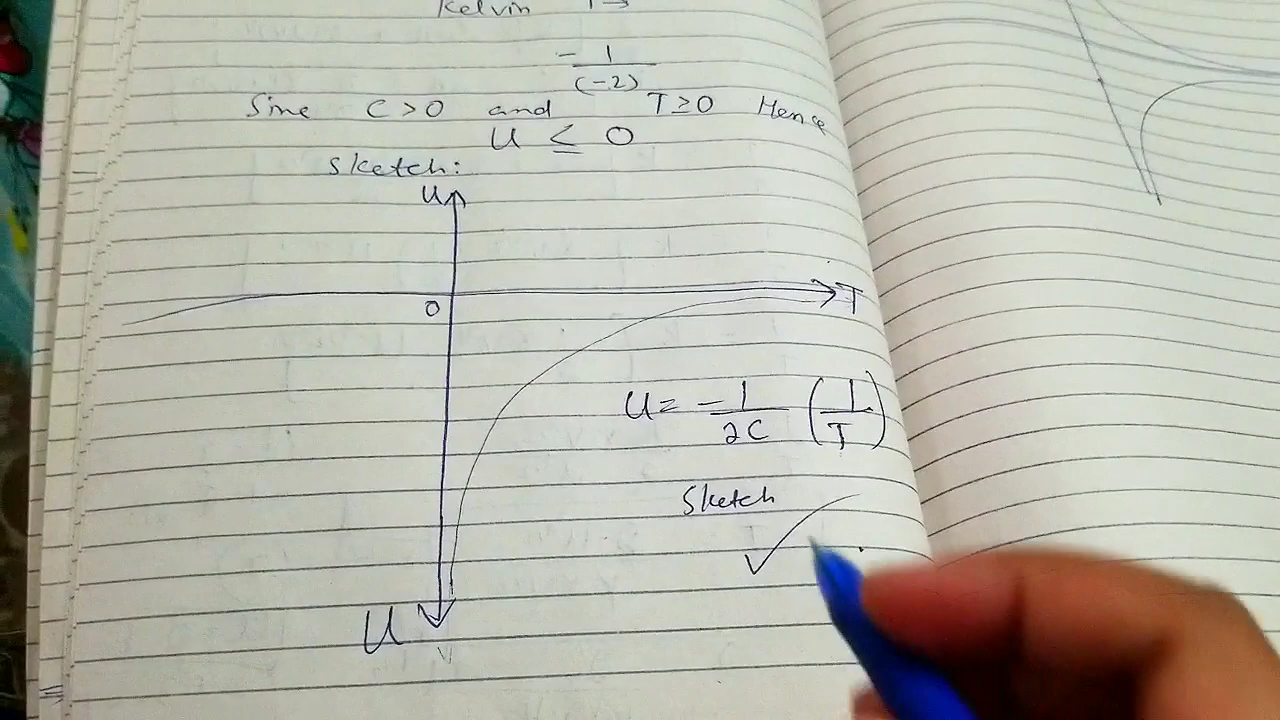 Kelvin T→
- 1
(-2)
Sine C > 0 and T ≥ 0 Hence
U ≤ 0
Sketch:
U
0
T
U = - 1/2C (1/T)
Sketch
U